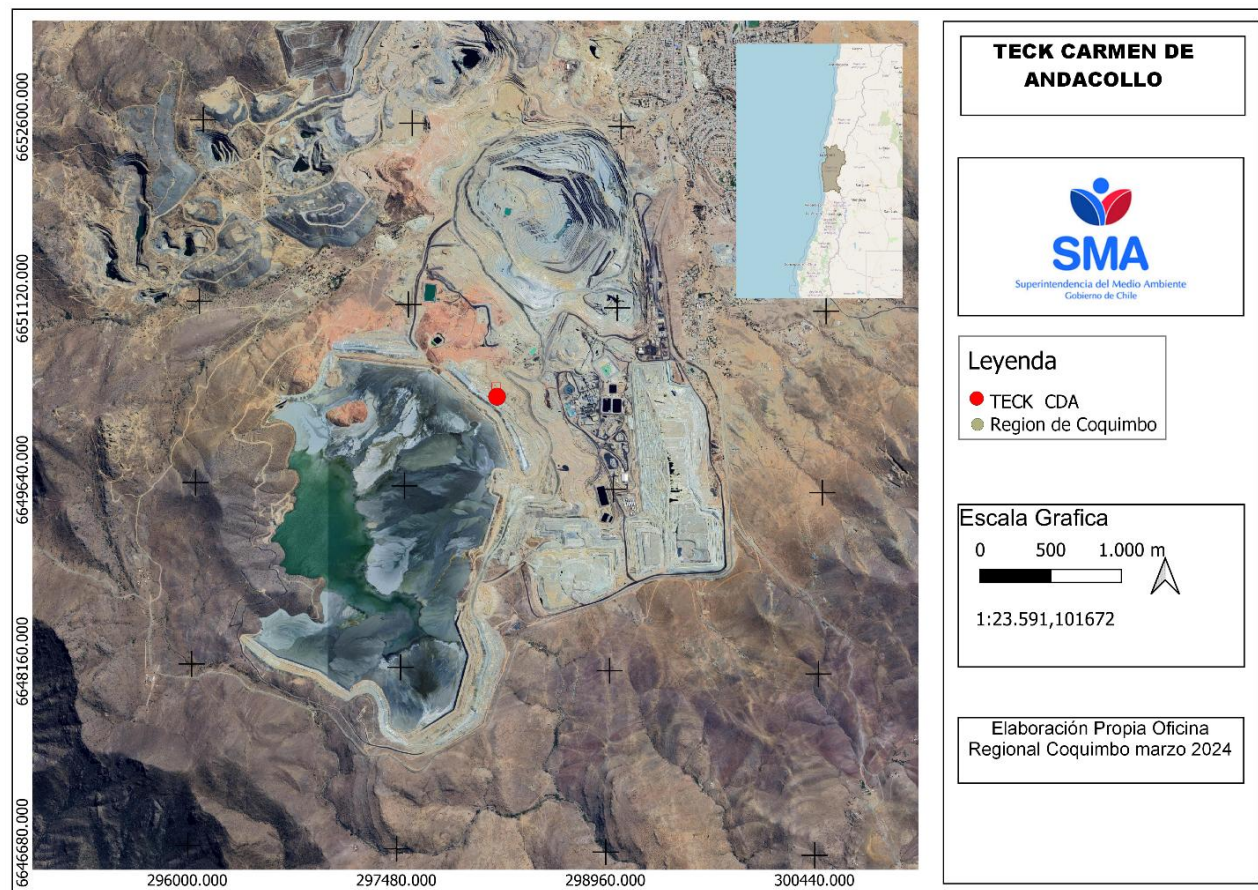 TECK CARMEN DE
ANDACOLLO
SMA
Superintendencia del Medio Ambiente
Gobierno de Chile
Leyenda
TECK CDA
Region de Coquimbo
Escala Grafica
0 500 1.000 m
1:23.591,101672
Elaboración Propia Oficina
Regional Coquimbo marzo 2024
6652600.000
6651120.000
6649640.000
6648160.000
6646680.000
296000.000 297480.000 298960.000 300440.000